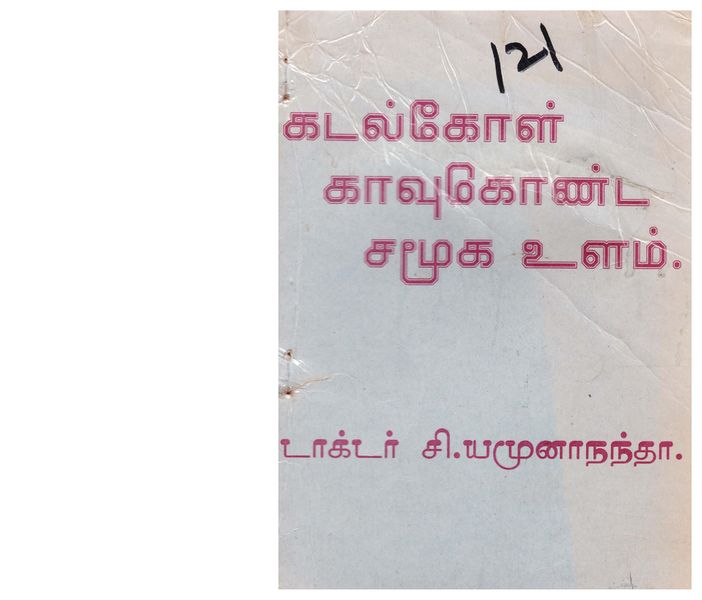 121
கடல்கோள்
காவுகொண்ட
சமூக உளம்.
டாக்டர் சி.யமுனாநந்தா.